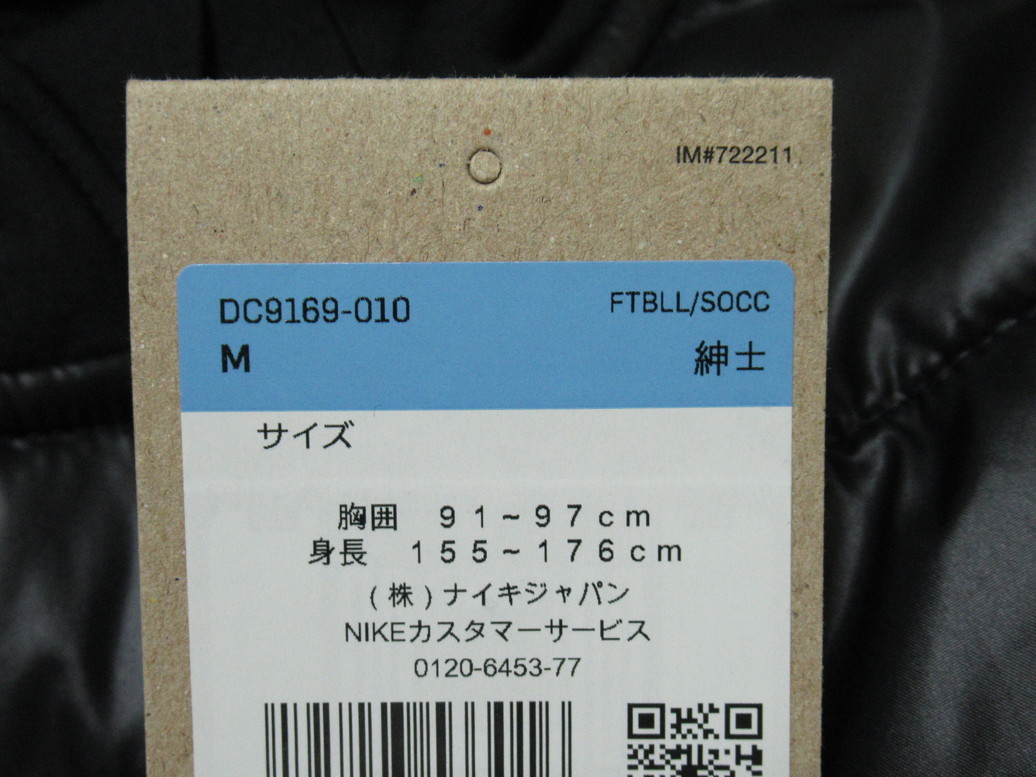 IM#722211
DC9169-010 FTBLL/SOCC
M 紳士
サイズ
胸囲 91~97cm
身長 155~176cm
(株)ナイキジャパン
NIKEカスタマーサービス
0120-6453-77